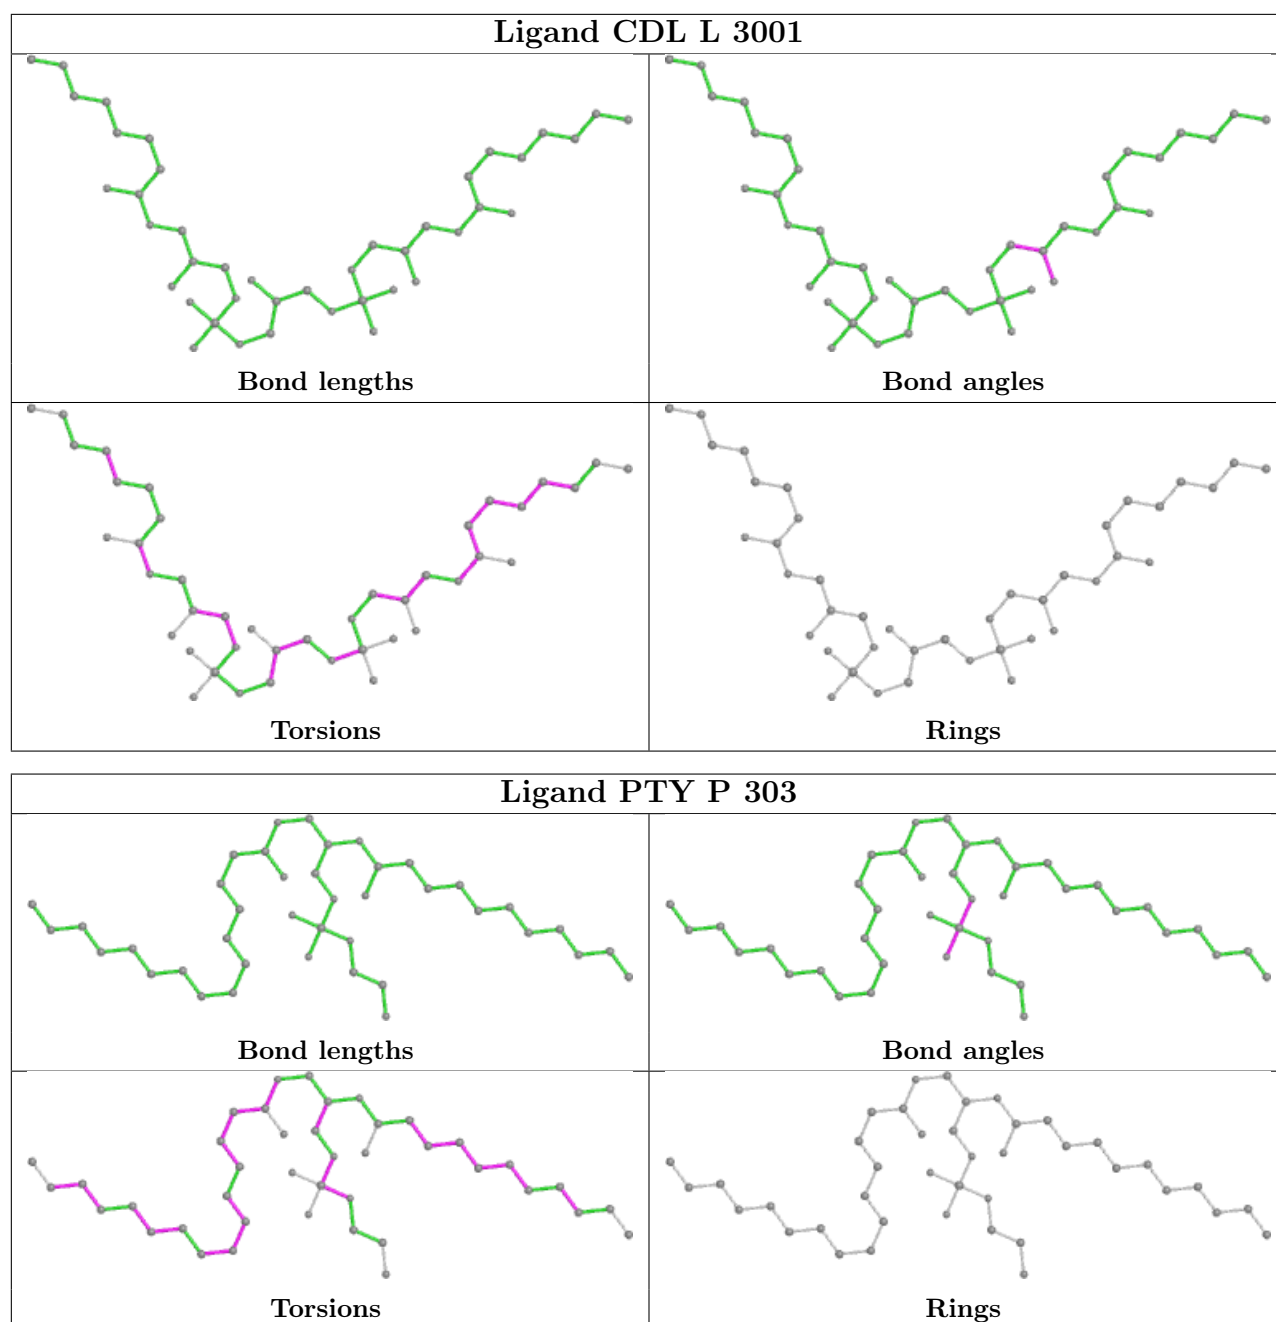 Ligand CDL L 3001
Bond lengths
Bond angles
Torsions
Rings
Ligand PTY P 303
Bond lengths
Bond angles
Torsions
Rings